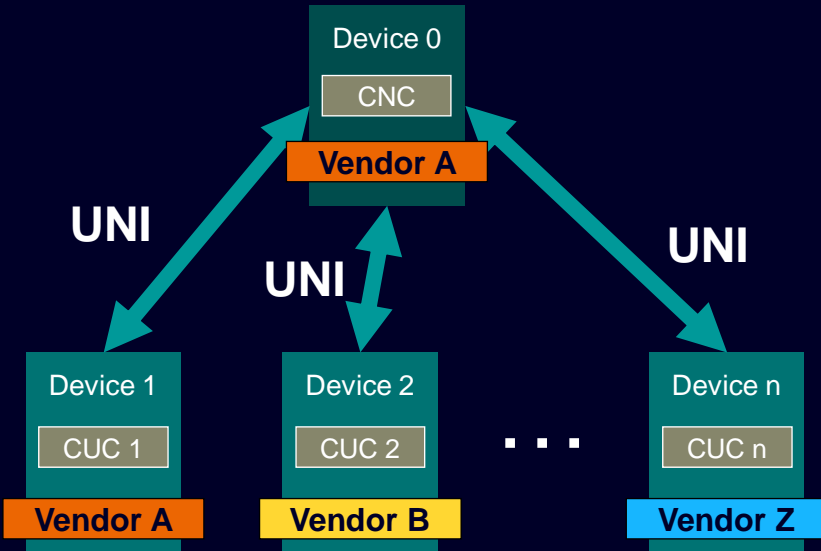 Device 0
CNC
Vendor A
UNI
UNI
UNI
Device 1
Device 2
Device n
CUC 1
CUC 2
. . .
CUC n
Vendor A
Vendor B
Vendor Z